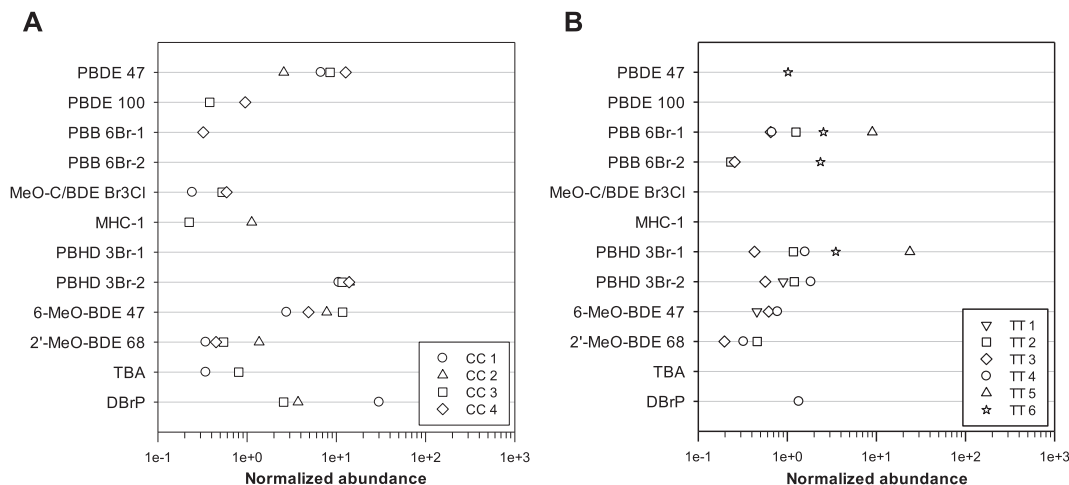 A
PBDE 47
PBDE 100
PBB 6Br-1
PBB 6Br-2
MeO-C/BDE Br3Cl
MHC-1
PBHD 3Br-1
PBHD 3Br-2
6-MeO-BDE 47
2'-MeO-BDE 68
TBA
DBrP
CC 1
CC 2
CC 3
CC 4
1e-1 1e+0 1e+1 1e+2 1e+3
Normalized abundance
B
PBDE 47
PBDE 100
PBB 6Br-1
PBB 6Br-2
MeO-C/BDE Br3Cl
MHC-1
PBHD 3Br-1
PBHD 3Br-2
6-MeO-BDE 47
2'-MeO-BDE 68
TBA
DBrP
TT 1
TT 2
TT 3
TT 4
TT 5
TT 6
1e-1 1e+0 1e+1 1e+2 1e+3
Normalized abundance